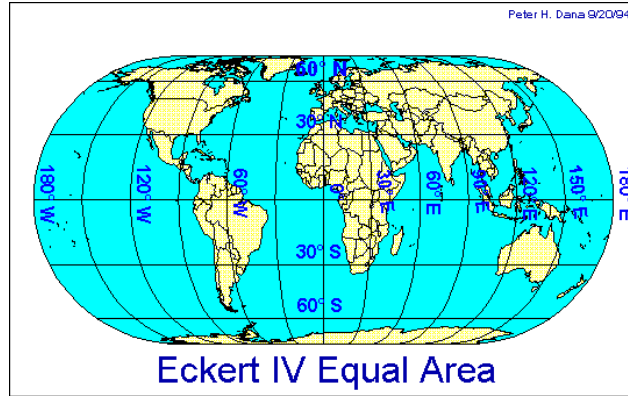 Peter H. Dana 9/20/94
60° N
30° N
180° W
120° W
60° W
0°
30° E
60° E
90° E
120° E
150° E
180° E
30° S
60° S
Eckert IV Equal Area